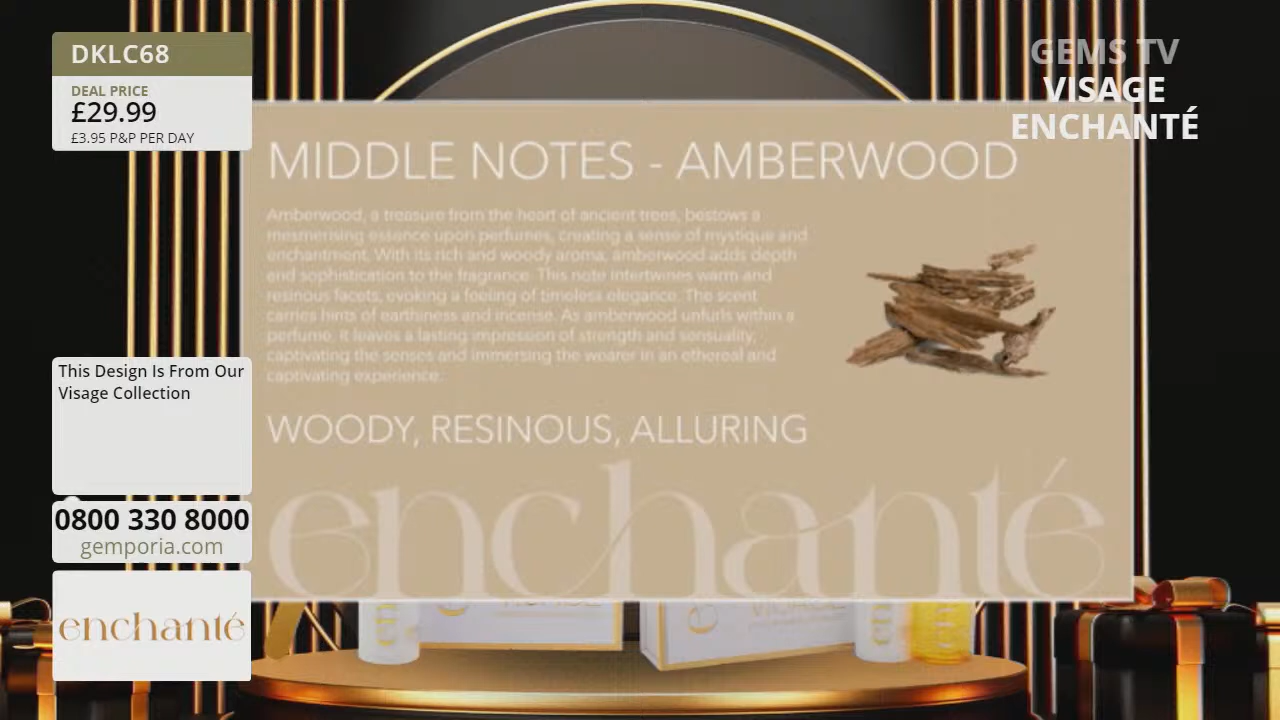 DKLC68
DEAL PRICE
£29.99
£3.95 P&P PER DAY
GEMS TV
VISAGE
ENCHANTÉ
MIDDLE NOTES - AMBERWOOD
Amberwood, a treasure from the heart of ancient trees, bestows a
mesmerising essence upon perfumes, creating a sense of mystique and
enchantment. With its rich and woody aroma, amberwood adds depth
and sophistication to the fragrance. This note intertwines warm and
resinous facets, evoking a feeling of timeless elegance. The scent
carries hints of earthiness and incense. As amberwood unfurls within a
perfume, it leaves a lasting impression of strength and sensuality,
captivating the senses and immersing the wearer in an ethereal and
captivating experience.
WOODY, RESINOUS, ALLURING
enchanté
This Design Is From Our
Visage Collection
0800 330 8000
gemporia.com
enchanté